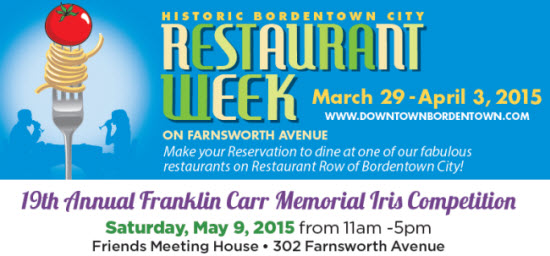 HISTORIC BORDENTOWN CITY
RESTAURANT
WEEK
March 29 - April 3, 2015
WWW.DOWNTOWNBORDENTOWN.COM
ON FARNSWORTH AVENUE
Make your Reservation to dine at one of our fabulous
restaurants on Restaurant Row of Bordentown City!
19th Annual Franklin Carr Memorial Iris Competition
Saturday, May 9, 2015 from 11am -5pm
Friends Meeting House • 302 Farnsworth Avenue